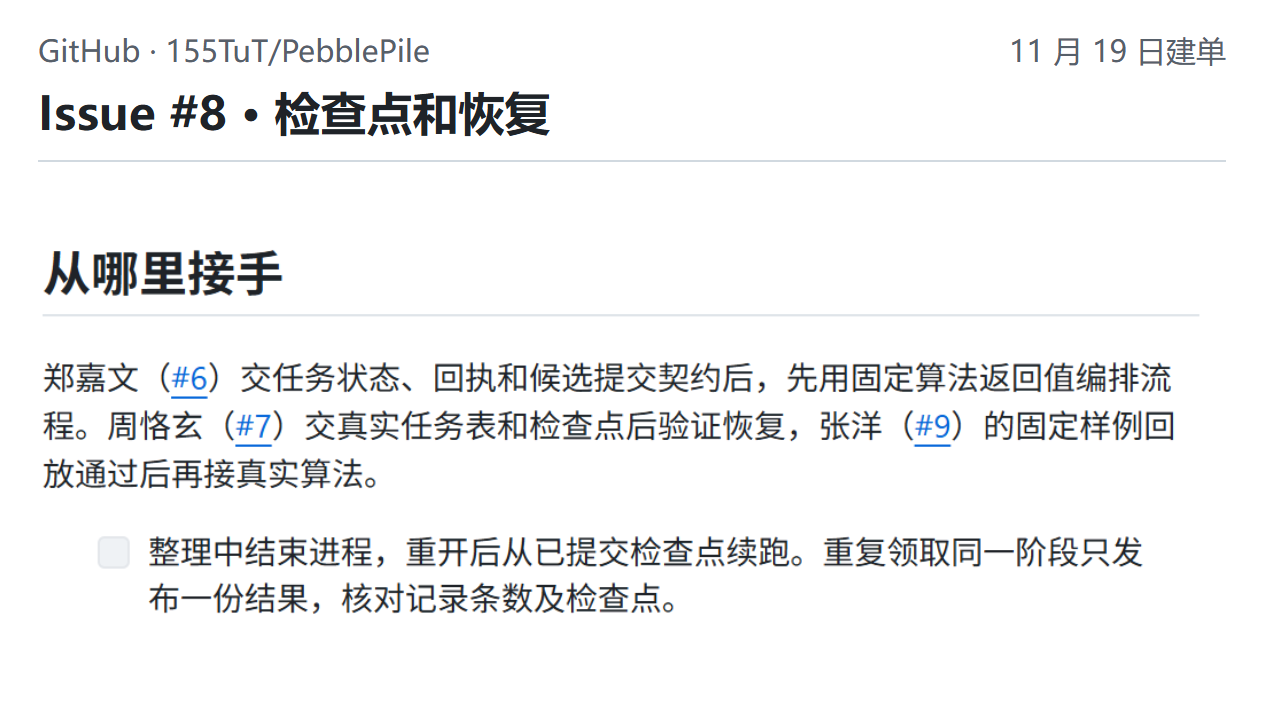 GitHub · 155TuT/PebblePile
11 月 19 日建单
Issue #8 • 检查点和恢复
从哪里接手
郑嘉文（#6）交任务状态、回执和候选提交契约后，先用固定算法返回值编排流
程。周恪玄（#7）交真实任务表和检查点后验证恢复，张洋（#9）的固定样例回
放通过后再接真实算法。
整理中结束进程，重开后从已提交检查点续跑。重复领取同一阶段只发
布一份结果，核对记录条数及检查点。